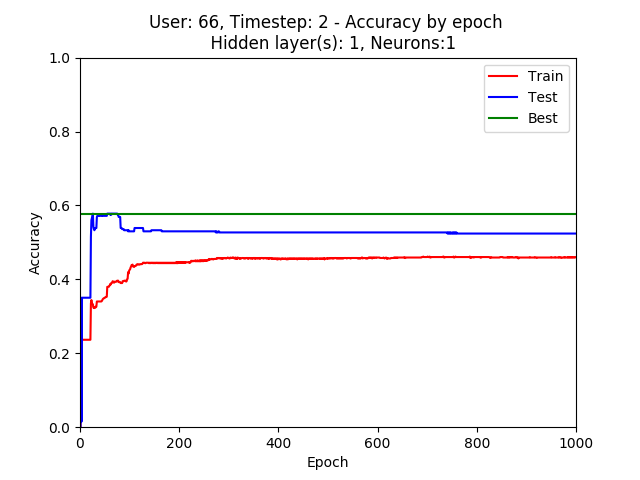 User: 66, Timestep: 2 - Accuracy by epoch
Hidden layer(s): 1, Neurons:1
Train
Test
Best
1.0
0.8
0.6
0.4
0.2
0.0
Accuracy
0
200
400
600
800
1000
Epoch